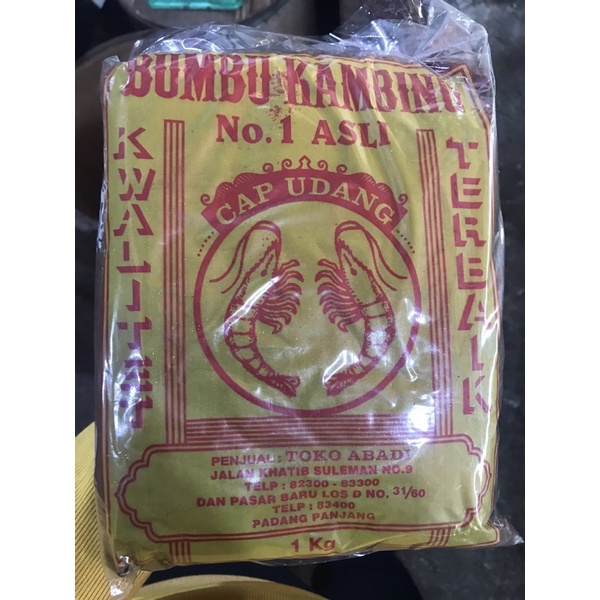 BUMBU KAMBING
No.1 ASLI
CAP UDANG
KWALITET
TERBAIK
PENJUAL : TOKO ABADI
JALAN KHATIB SULEMAN NO.9
TELP : 82300 - 83300
DAN PASAR BARU LOS D NO. 31/60
TELP : 83400
PADANG PANJANG
1 Kg